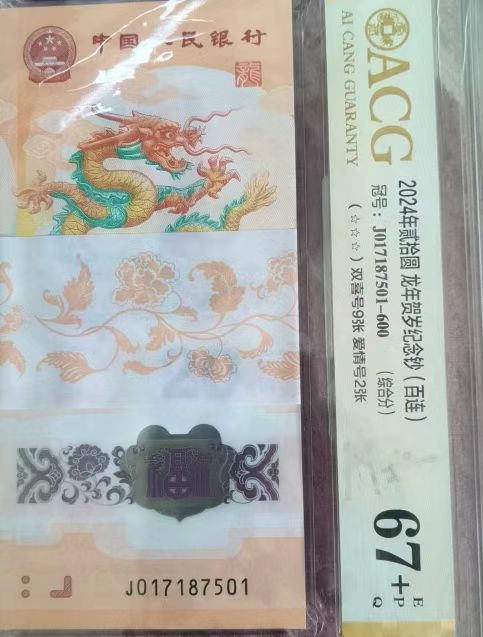 中国人民银行
龍
J017187501
ACG
AI CANG GUARANTY
2024年贰拾圆 龙年贺岁纪念钞（百连）
冠号：J017187501-600 （综合分）
（☆☆☆）双喜号9张 爱情号2张
67+
E
P
Q